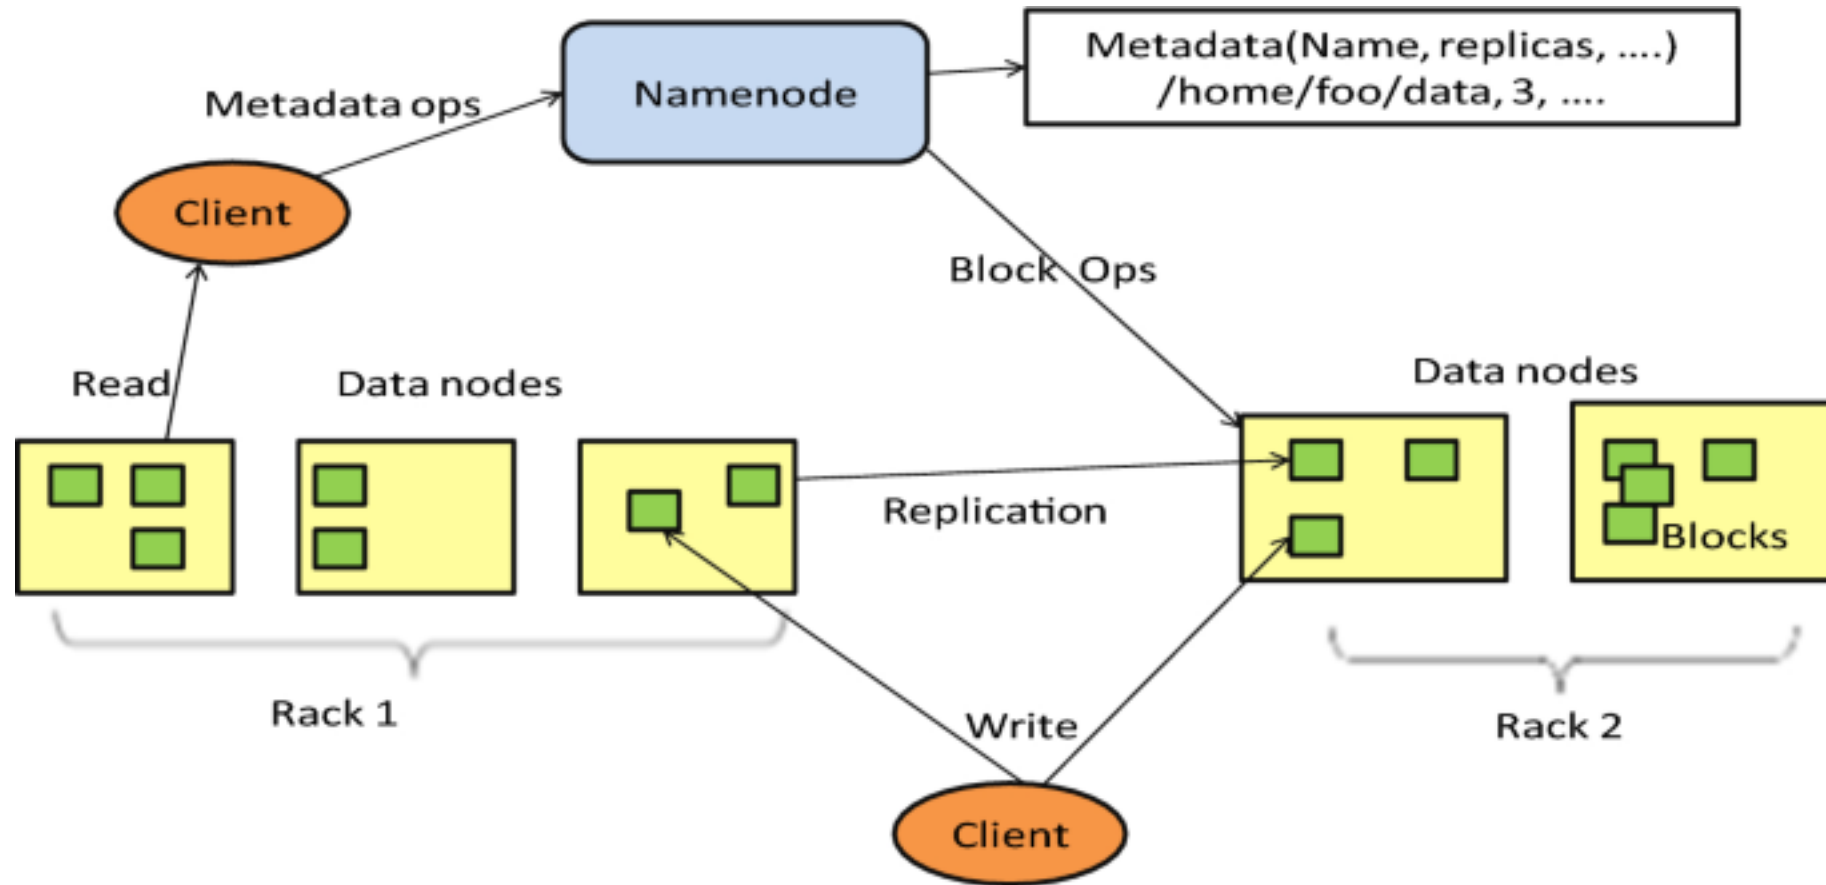 Metadata(Name, replicas, ....)
/home/foo/data, 3, ....
Namenode
Metadata ops
Client
Block Ops
Read
Data nodes
Data nodes
Replication
Blocks
Rack 1
Write
Rack 2
Client